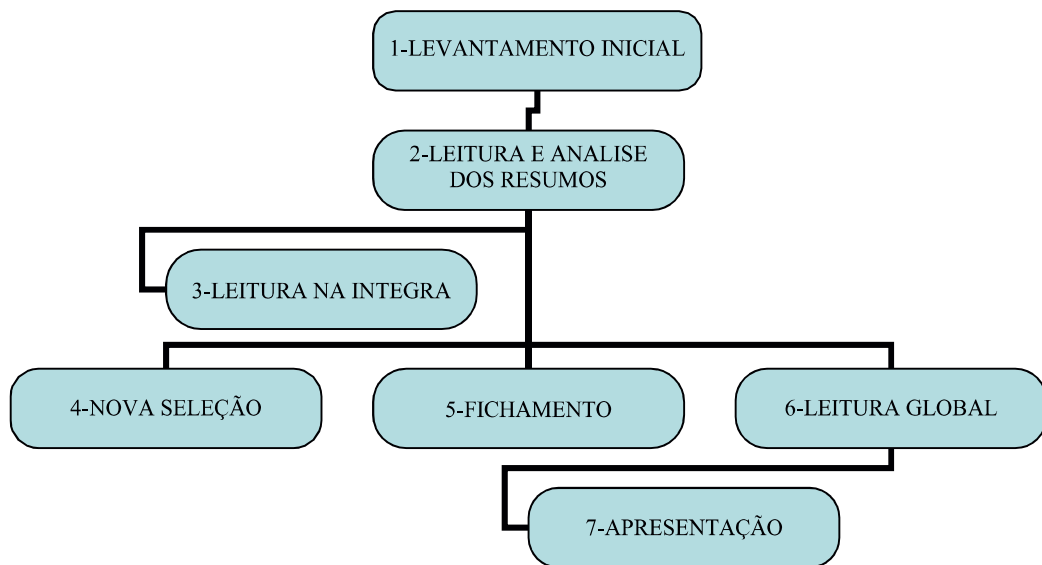 1-LEVANTAMENTO INICIAL
2-LEITURA E ANALISE
DOS RESUMOS
3-LEITURA NA INTEGRA
4-NOVA SELEÇÃO
5-FICHAMENTO
6-LEITURA GLOBAL
7-APRESENTAÇÃO